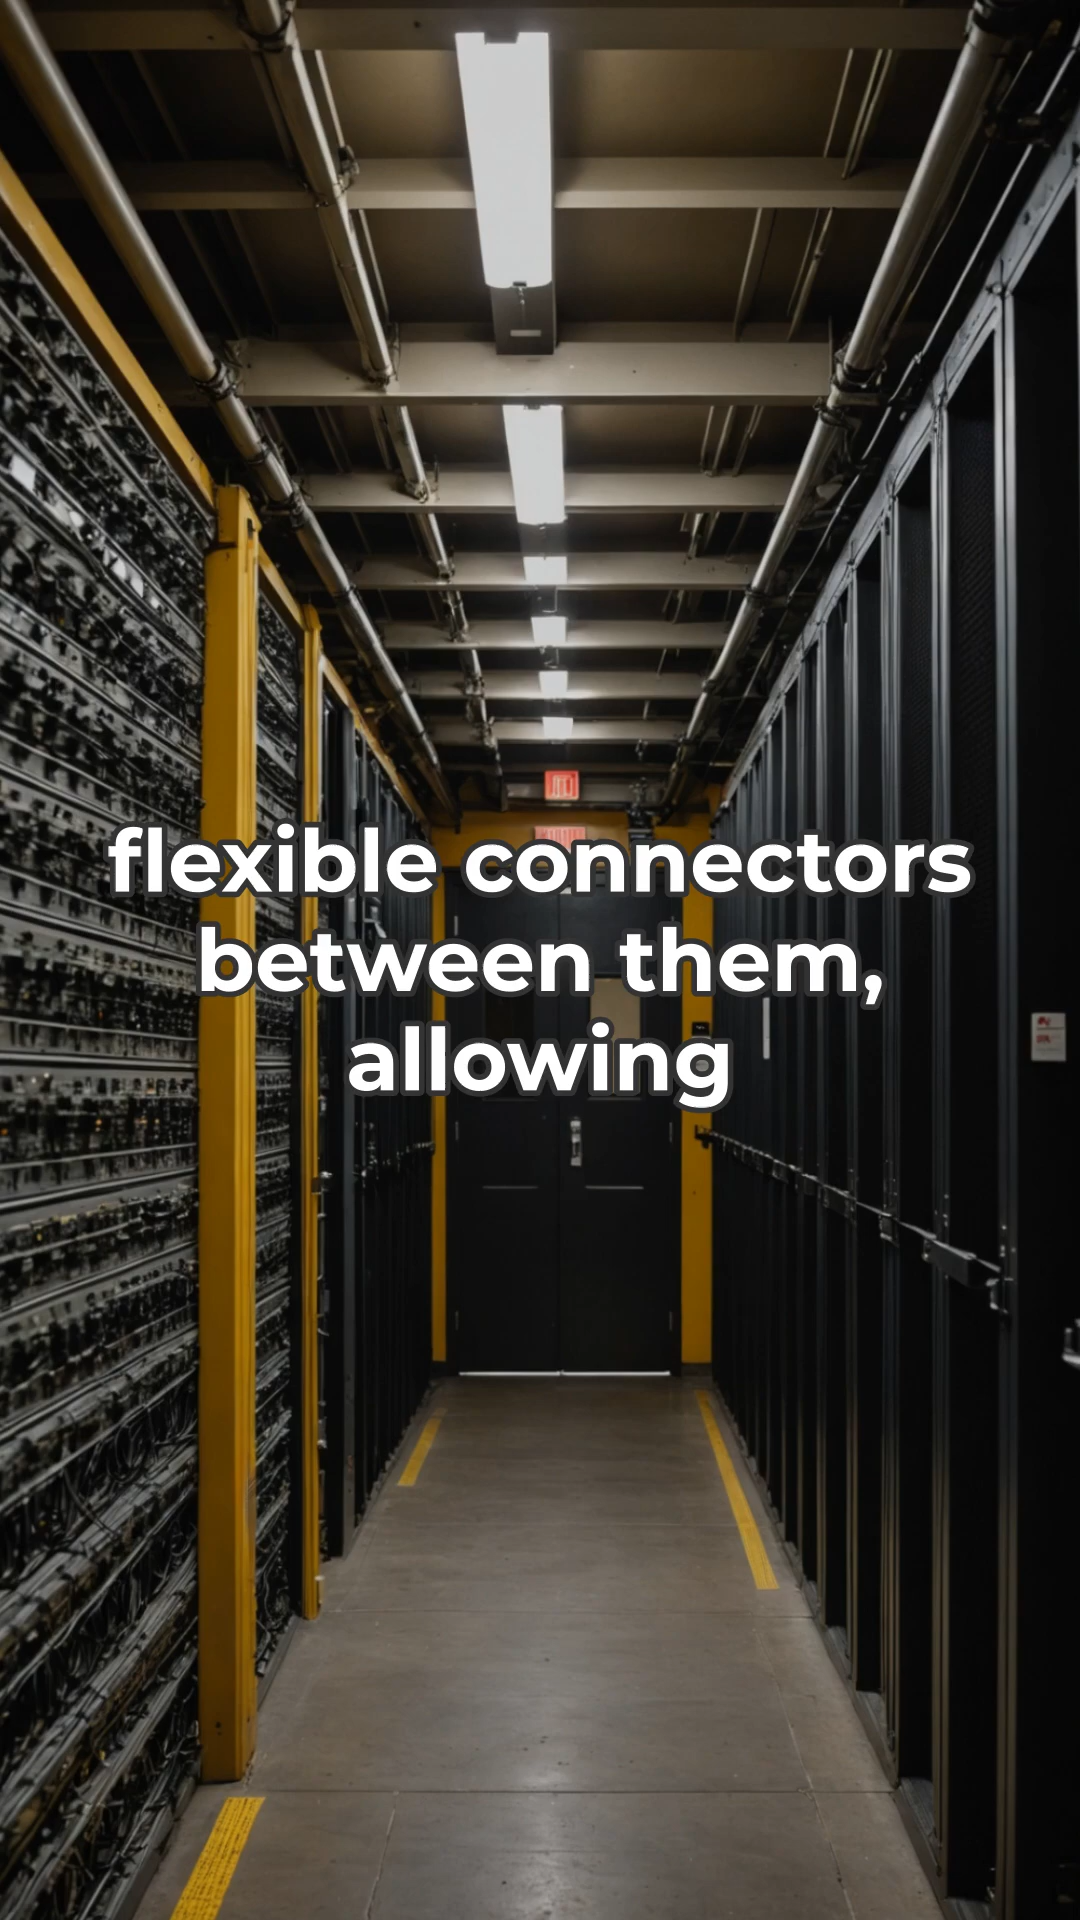 flexible connectors
between them,
allowing